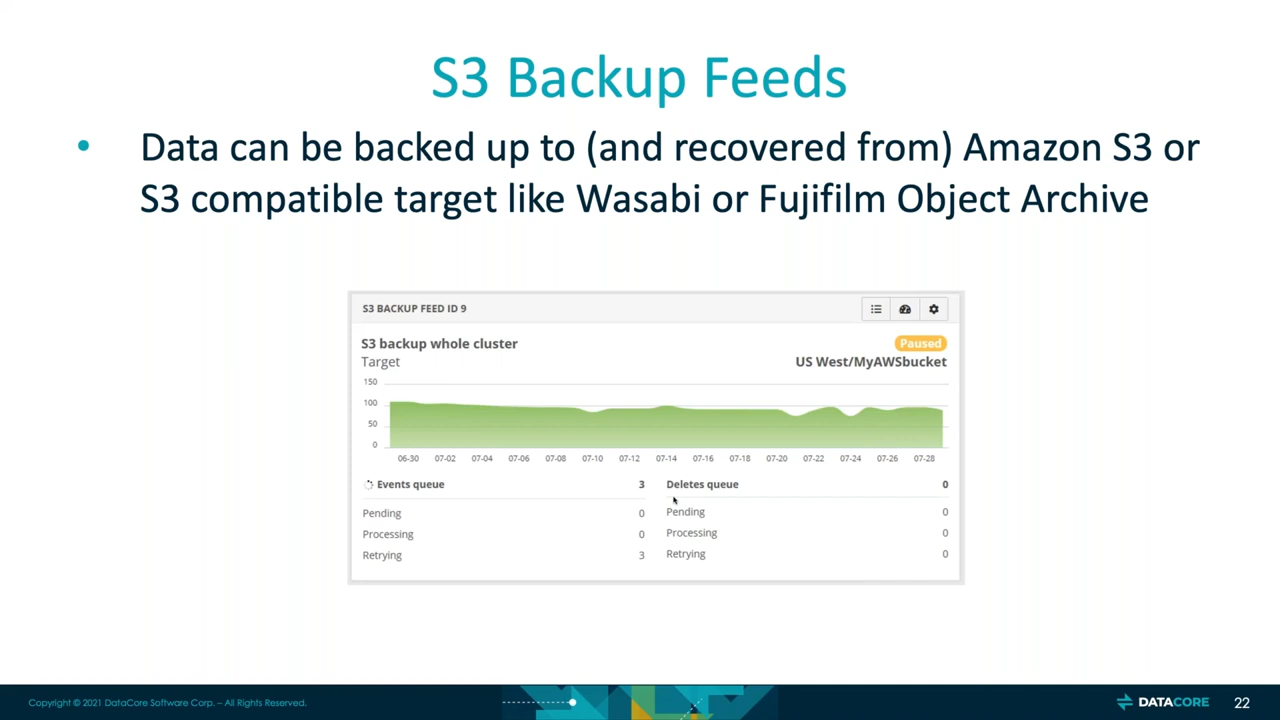 S3 Backup Feeds
• Data can be backed up to (and recovered from) Amazon S3 or
S3 compatible target like Wasabi or Fujifilm Object Archive
S3 BACKUP FEED ID 9
S3 backup whole cluster Paused
Target US West/MyAWSbucket
150
100
50
0
06-30 07-02 07-04 07-06 07-08 07-10 07-12 07-14 07-16 07-18 07-20 07-22 07-24 07-26 07-28
Events queue 3
Pending 0
Processing 0
Retrying 3
Deletes queue 0
Pending 0
Processing 0
Retrying 0
Copyright © 2021 DataCore Software Corp. – All Rights Reserved.
DATACORE
22